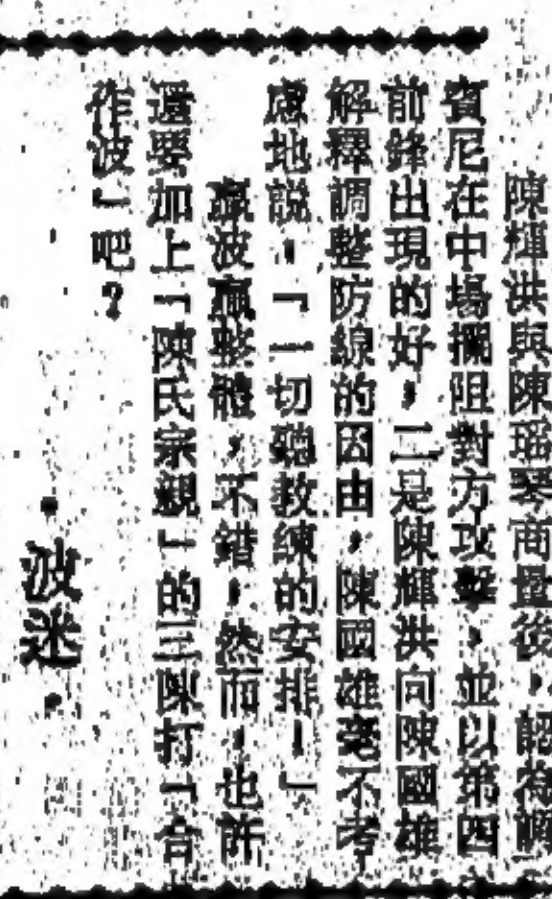 陳輝洪與陳瑤琴商量後，認為調
賓尼在中場攔阻對方攻擊，並以第四
前鋒出現的好，二是陳輝洪向陳國雄
解釋調整防線的因由，陳國雄毫不考
慮地說，「一切聽教練的安排！」
贏波贏整體，不錯，然而，也許
還要加上「陳氏宗親」的三陳打「合
作波」吧？
·波迷·